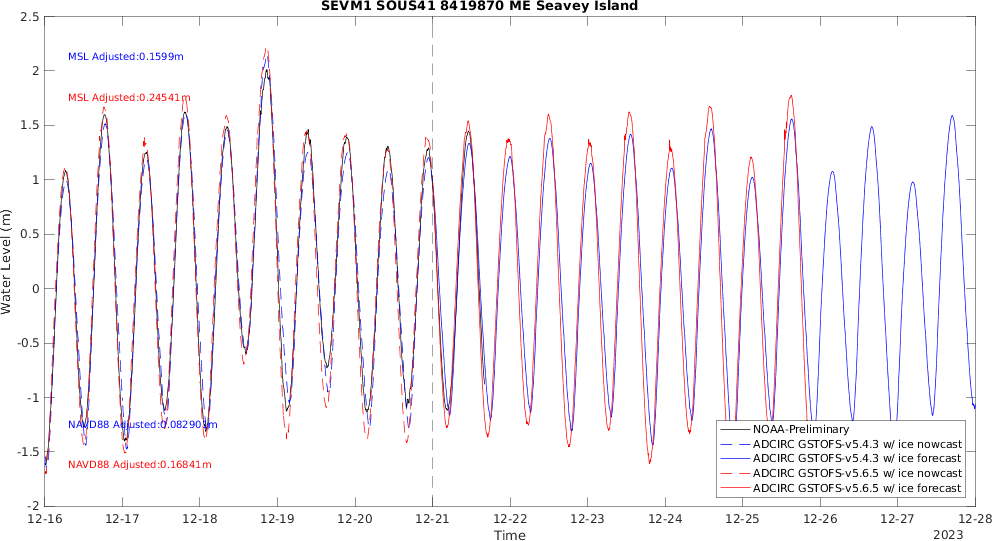 SEVM1 SOUS41 8419870 ME Seavey Island
2.5
2
1.5
1
0.5
0
-0.5
-1
-1.5
-2
Water Level (m)
MSL Adjusted:0.1599m
MSL Adjusted:0.24541m
NAVD88 Adjusted:0.08290m
NAVD88 Adjusted:0.16841m
NOAA-Preliminary
ADCIRC GSTOFS-v5.4.3 w/ ice nowcast
ADCIRC GSTOFS-v5.4.3 w/ ice forecast
ADCIRC GSTOFS-v5.6.5 w/ ice nowcast
ADCIRC GSTOFS-v5.6.5 w/ ice forecast
12-16 12-17 12-18 12-19 12-20 12-21 12-22 12-23 12-24 12-25 12-26 12-27 12-28
Time
2023